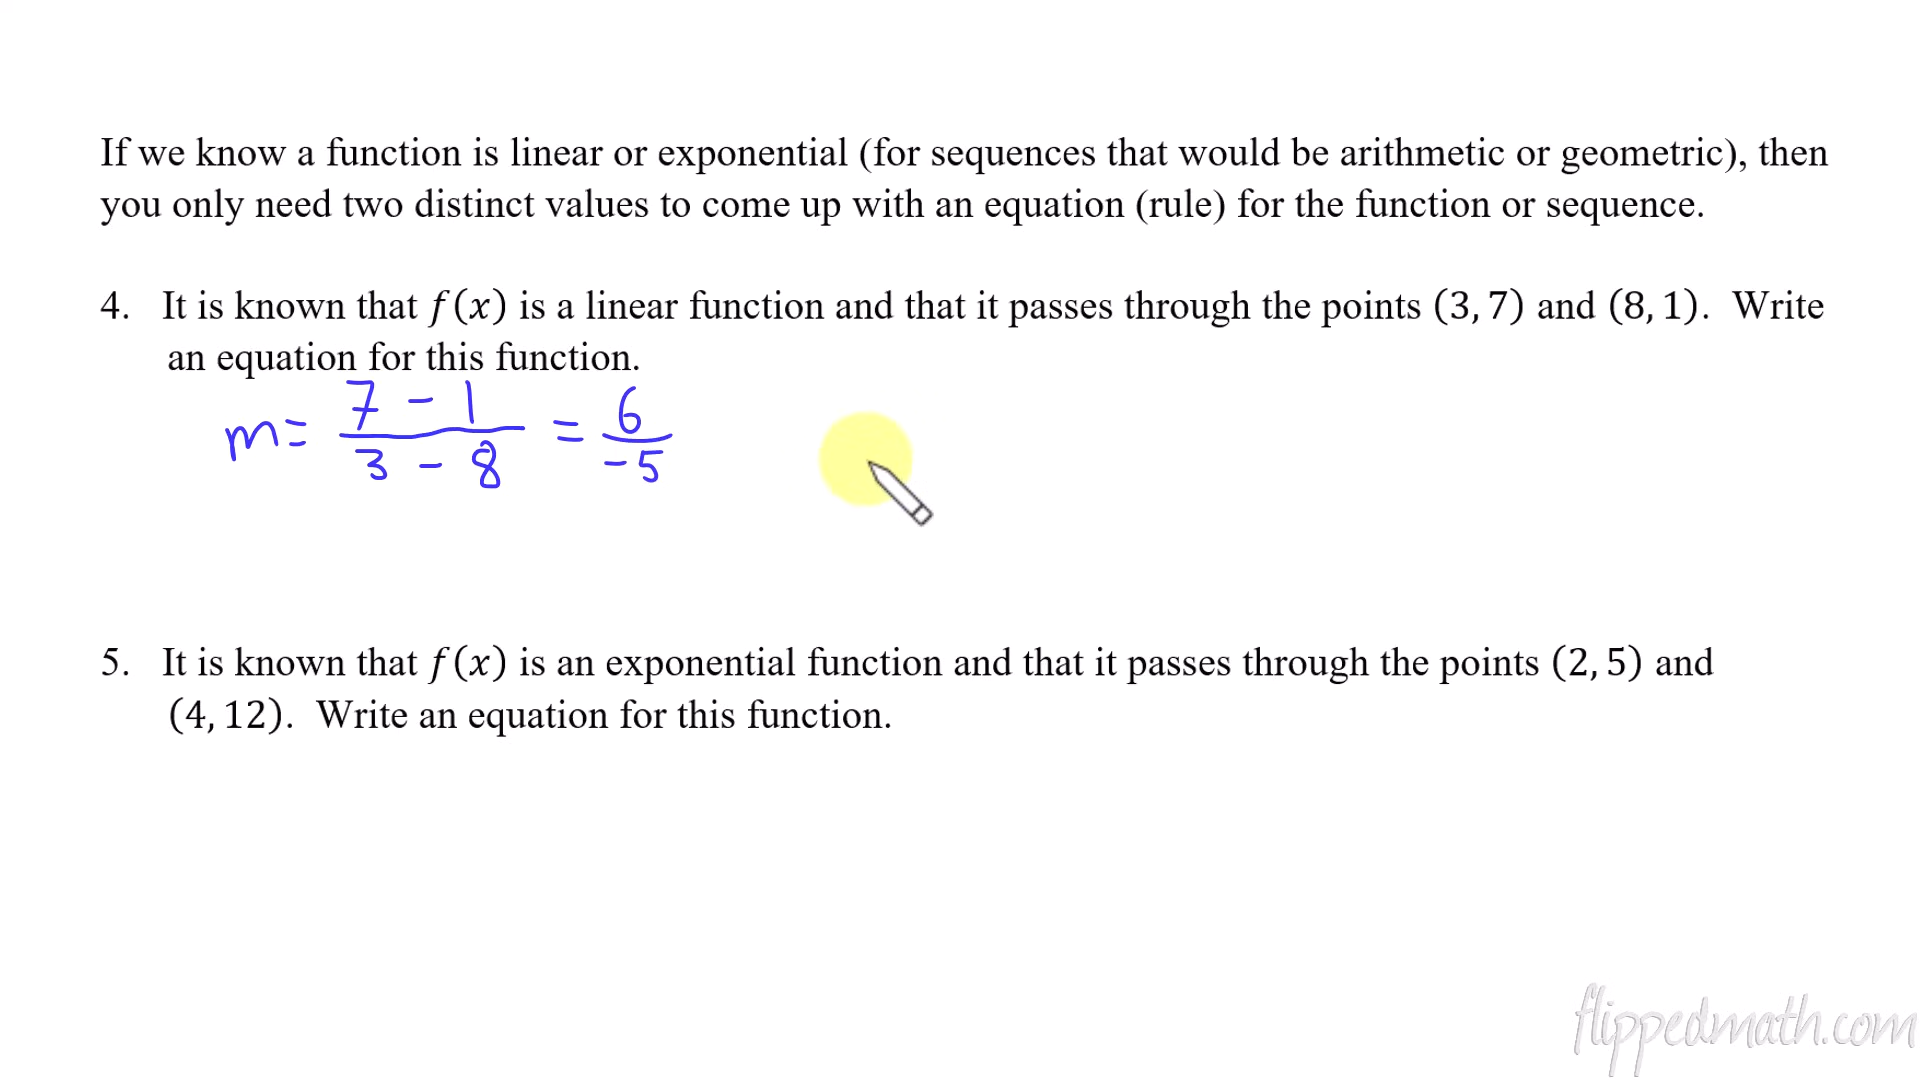 If we know a function is linear or exponential (for sequences that would be arithmetic or geometric), then
you only need two distinct values to come up with an equation (rule) for the function or sequence.
4. It is known that f(x) is a linear function and that it passes through the points (3, 7) and (8, 1). Write
an equation for this function.
m = 7 - 1 / 3 - 8 = 6 / -5
5. It is known that f(x) is an exponential function and that it passes through the points (2, 5) and
(4, 12). Write an equation for this function.
flippedmath.com